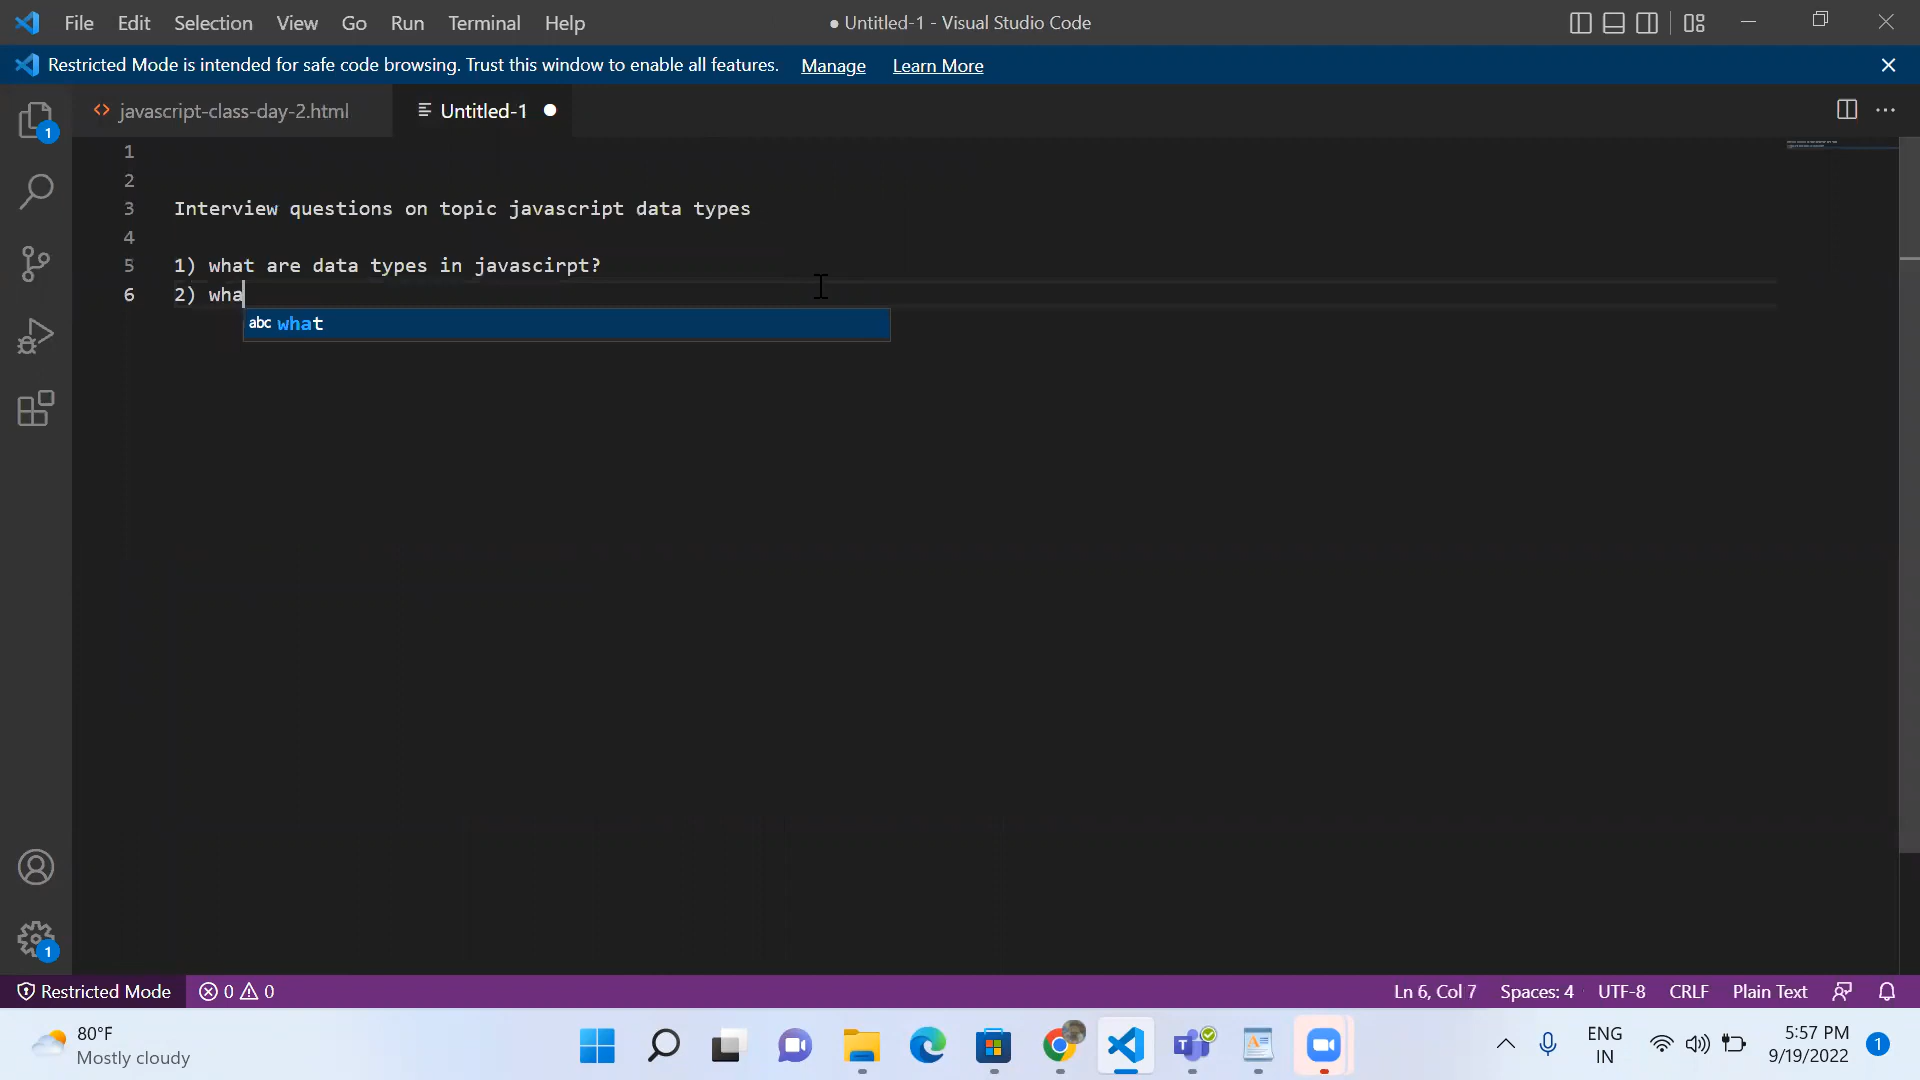 File Edit Selection View Go Run Terminal Help ● Untitled-1 - Visual Studio Code
Restricted Mode is intended for safe code browsing. Trust this window to enable all features. Manage Learn More
javascript-class-day-2.html Untitled-1
1
1
2
3 Interview questions on topic javascript data types
4
5 1) what are data types in javascirpt?
6 2) wha
abc what
1
Restricted Mode 0 0 Ln 6, Col 7 Spaces: 4 UTF-8 CRLF Plain Text
80°F
Mostly cloudy
ENG
IN
5:57 PM
9/19/2022
1